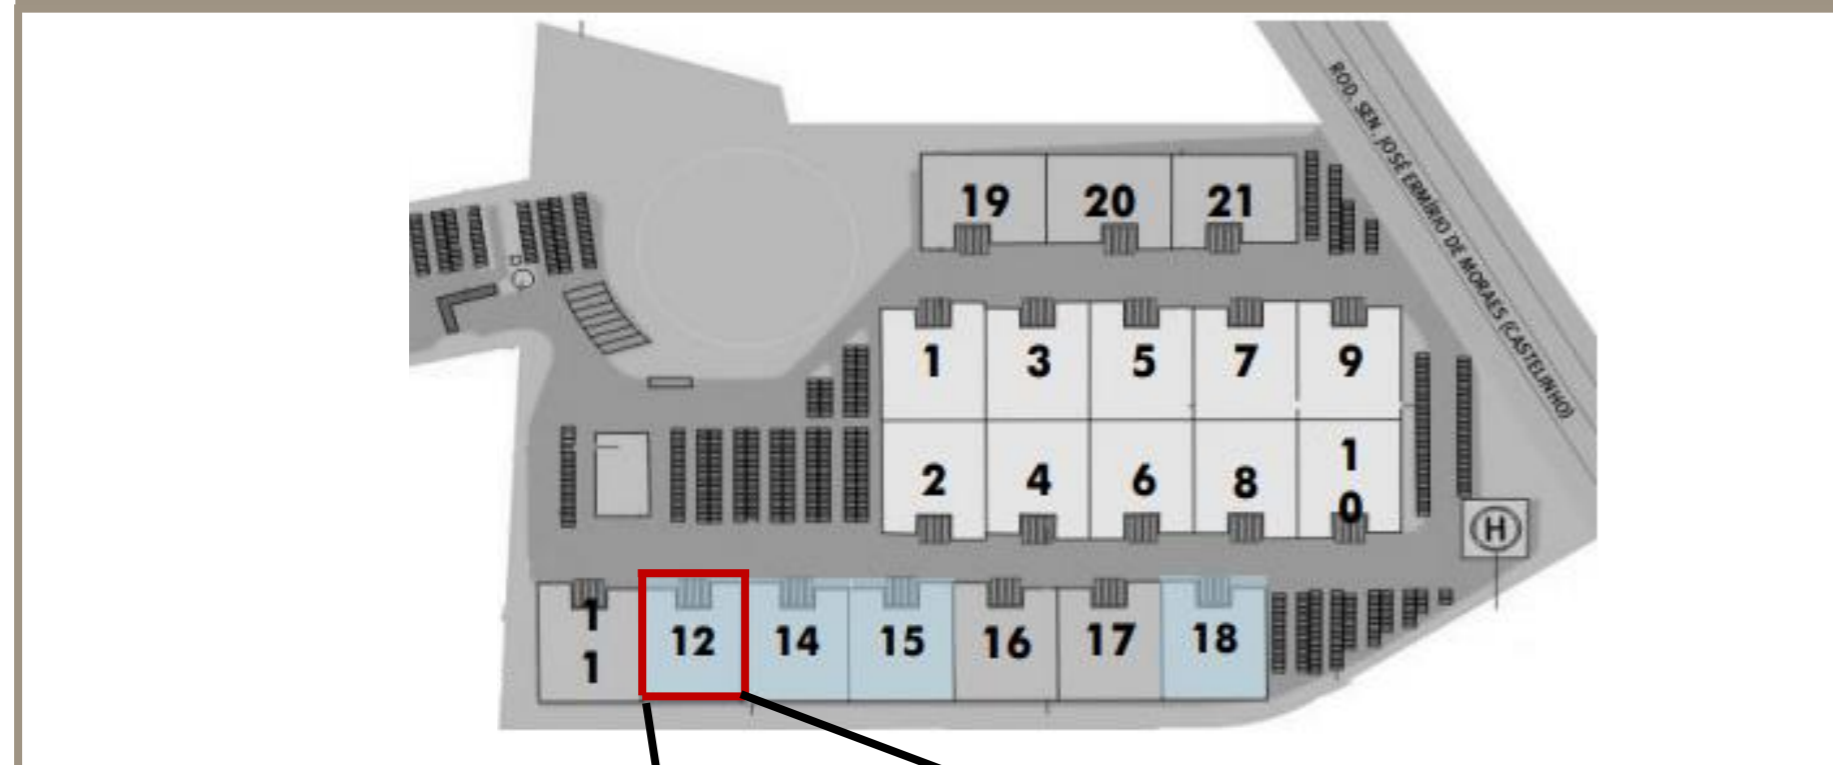 ROD. SEN. JOSÉ ERMÍRIO DE MORAES (CASTELINHO)
19 20 21
1 3 5 7 9
2 4 6 8 1
0
H
1
1 12 14 15 16 17 18